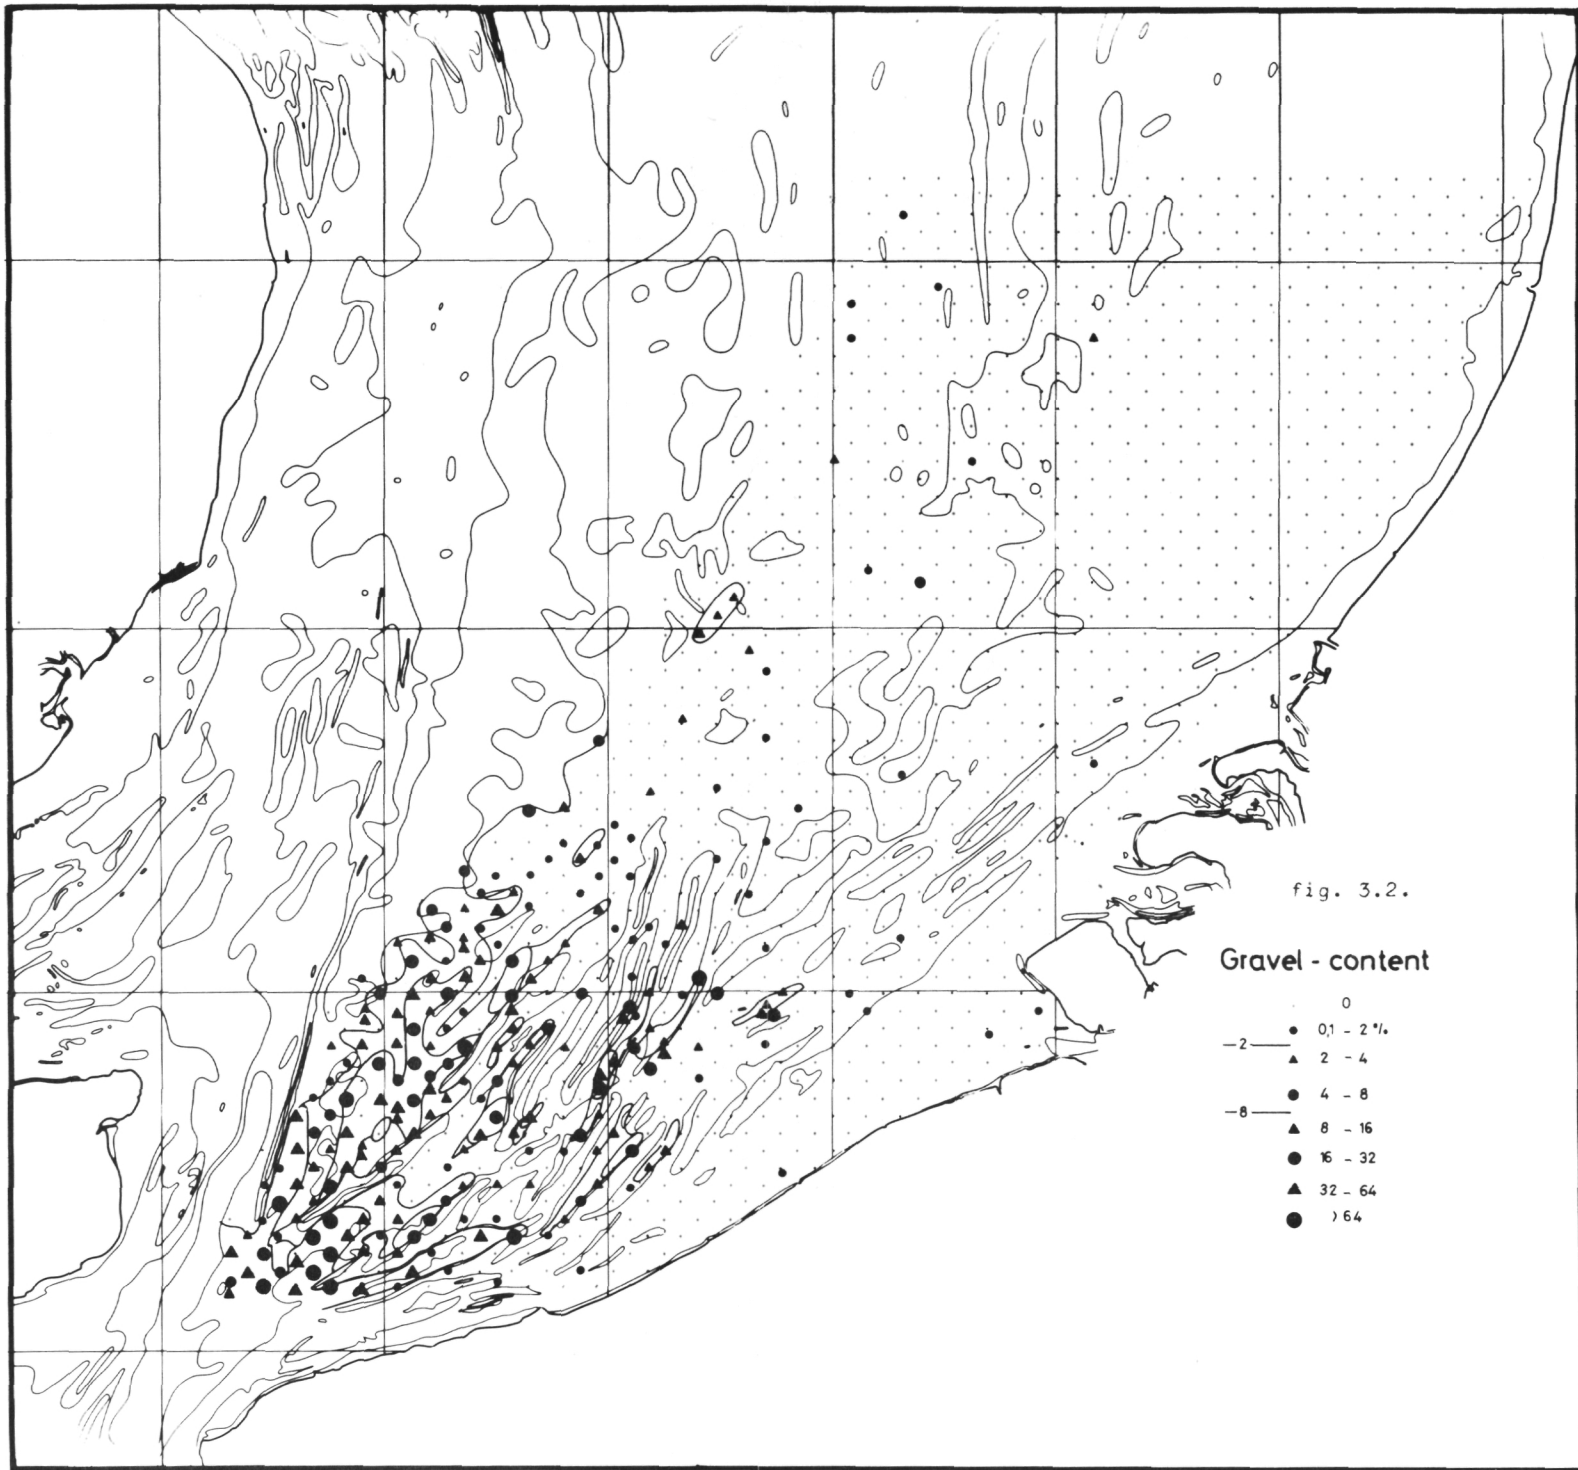 fig. 3.2.
Gravel - content
0
0,1 - 2 %
—2—
2 - 4
4 - 8
—8—
8 - 16
16 - 32
32 - 64
> 64